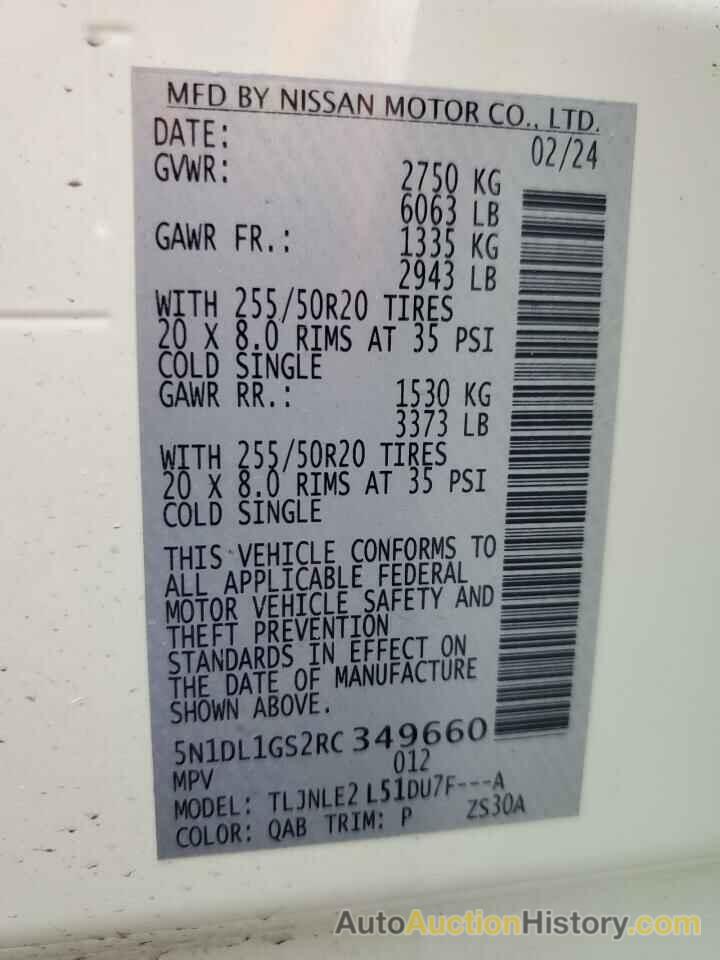 MFD BY NISSAN MOTOR CO., LTD.
DATE: 02/24
GVWR: 2750 KG
6063 LB
GAWR FR.: 1335 KG
2943 LB
WITH 255/50R20 TIRES
20 X 8.0 RIMS AT 35 PSI
COLD SINGLE
GAWR RR.: 1530 KG
3373 LB
WITH 255/50R20 TIRES
20 X 8.0 RIMS AT 35 PSI
COLD SINGLE
THIS VEHICLE CONFORMS TO
ALL APPLICABLE FEDERAL
MOTOR VEHICLE SAFETY AND
THEFT PREVENTION
STANDARDS IN EFFECT ON
THE DATE OF MANUFACTURE
SHOWN ABOVE.
5N1DL1GS2RC 349660
MPV 012
MODEL: TLJNLE2 L51DU7F---A
COLOR: QAB TRIM: P ZS30A
AutoAuctionHistory.com